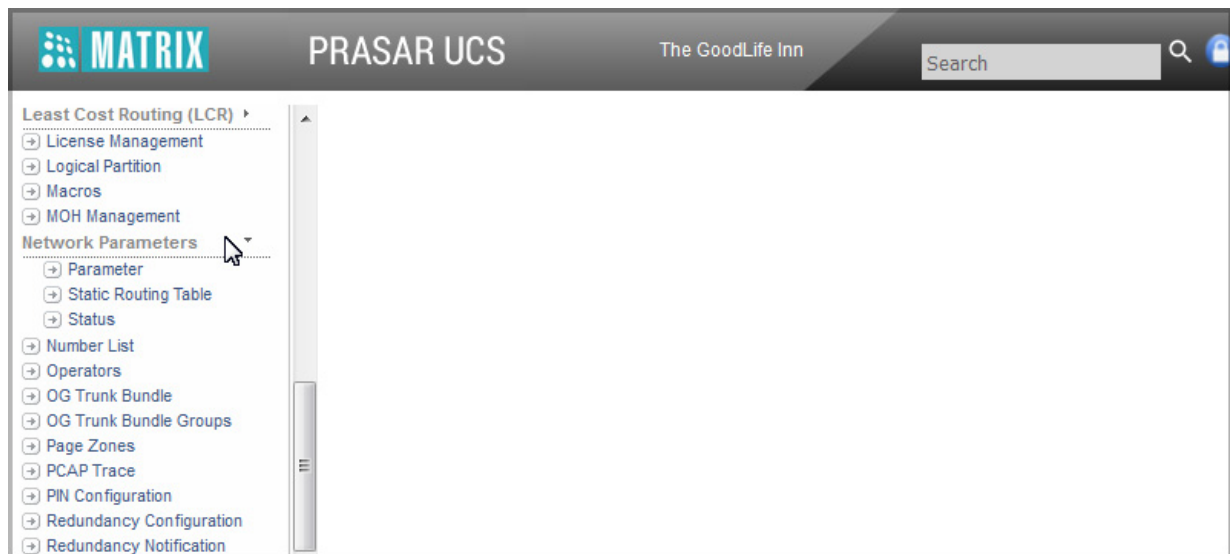 MATRIX PRASAR UCS The GoodLife Inn Search
Least Cost Routing (LCR)
License Management
Logical Partition
Macros
MOH Management
Network Parameters
Parameter
Static Routing Table
Status
Number List
Operators
OG Trunk Bundle
OG Trunk Bundle Groups
Page Zones
PCAP Trace
PIN Configuration
Redundancy Configuration
Redundancy Notification